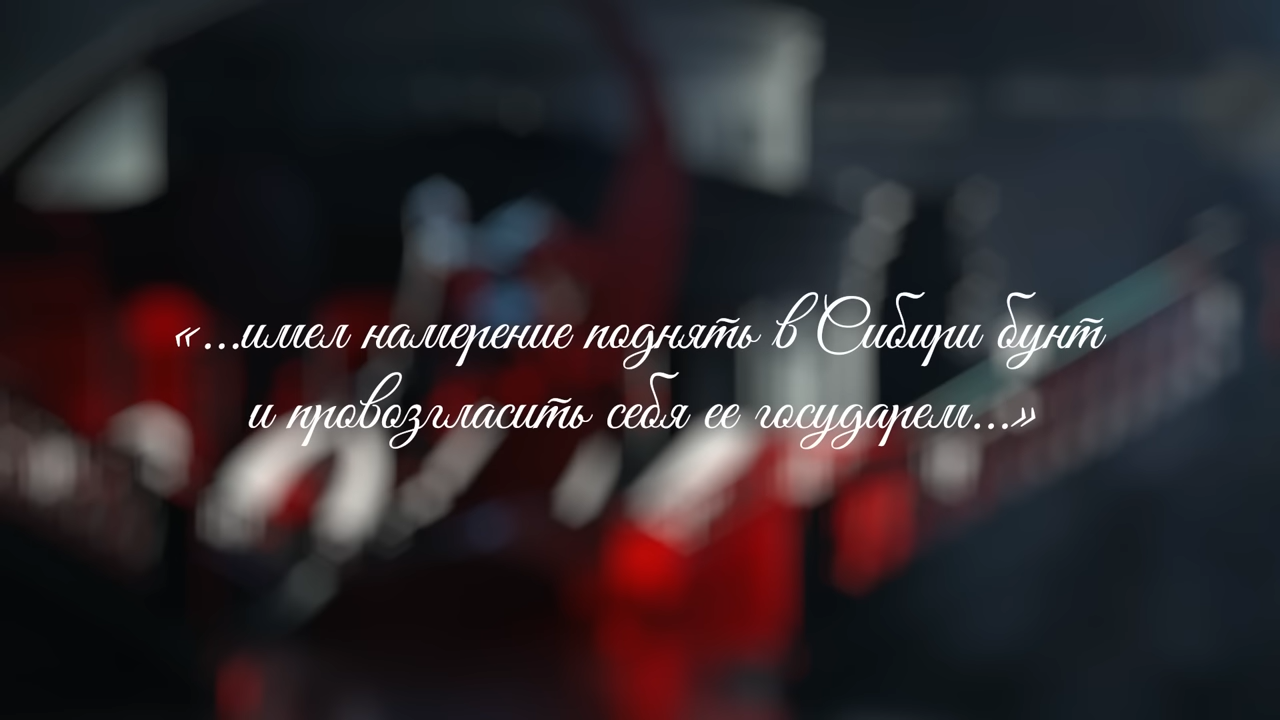 «...имел намерение поднять в Сибири бунт
и провозгласить себя ее государем...»